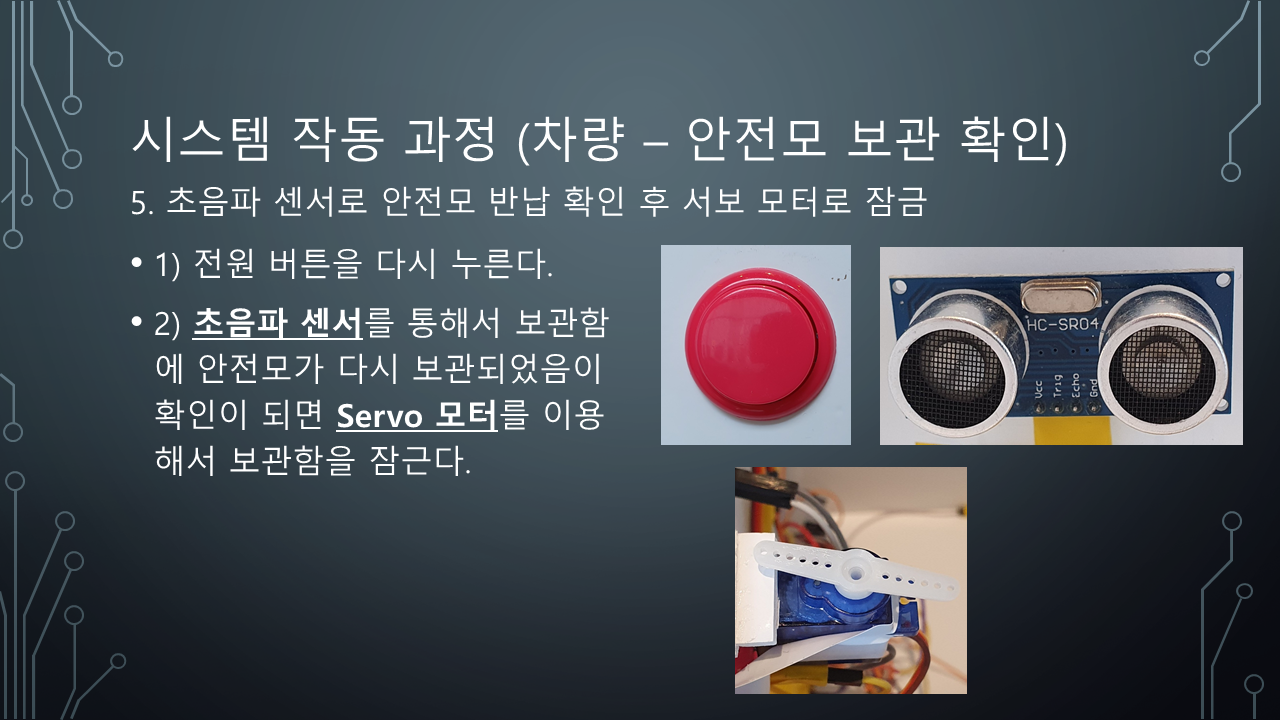 시스템 작동 과정 (차량 – 안전모 보관 확인)
5. 초음파 센서로 안전모 반납 확인 후 서보 모터로 잠금
• 1) 전원 버튼을 다시 누른다.
• 2) 초음파 센서를 통해서 보관함
에 안전모가 다시 보관되었음이
확인이 되면 Servo 모터를 이용
해서 보관함을 잠근다.
HC-SR04
Vcc
Trig
Echo
Gnd